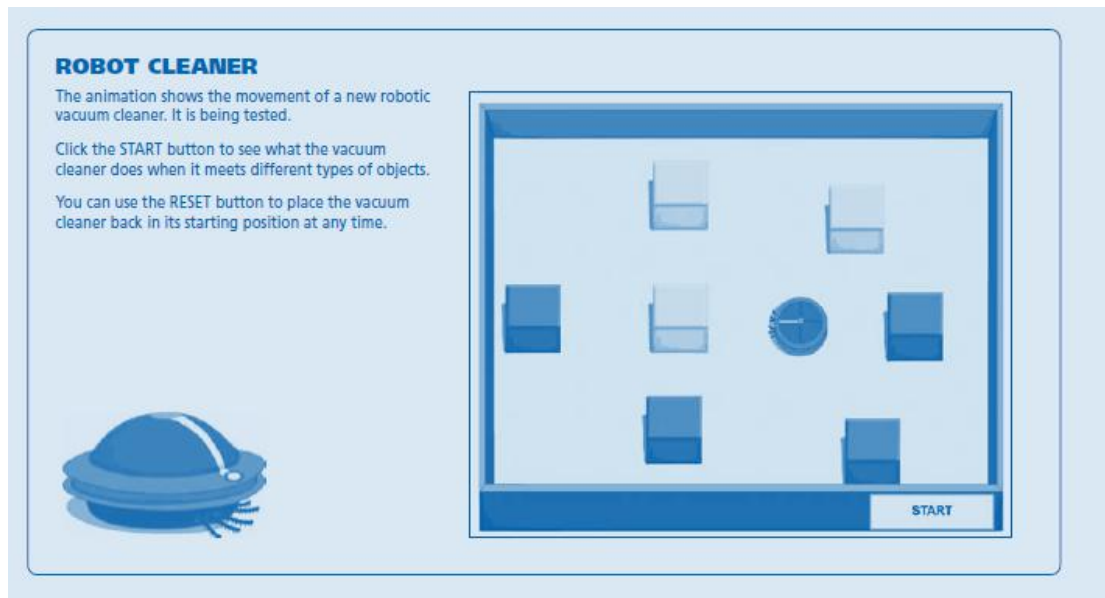 ROBOT CLEANER
The animation shows the movement of a new robotic
vacuum cleaner. It is being tested.
Click the START button to see what the vacuum
cleaner does when it meets different types of objects.
You can use the RESET button to place the vacuum
cleaner back in its starting position at any time.
START